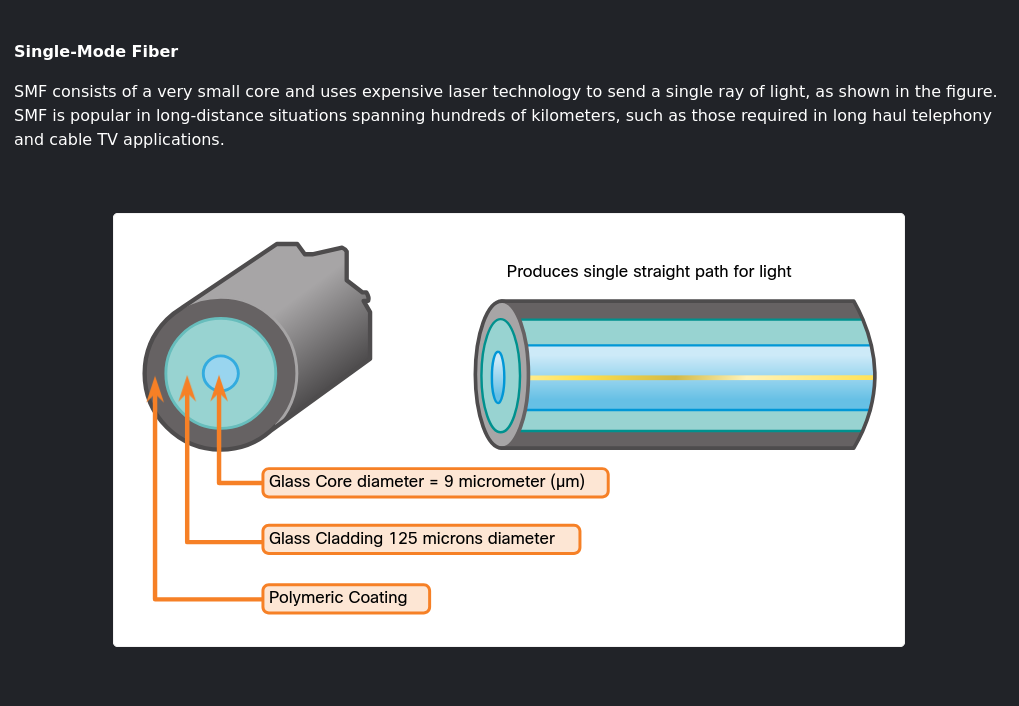 Single-Mode Fiber
SMF consists of a very small core and uses expensive laser technology to send a single ray of light, as shown in the figure.
SMF is popular in long-distance situations spanning hundreds of kilometers, such as those required in long haul telephony
and cable TV applications.
Produces single straight path for light
Glass Core diameter = 9 micrometer (µm)
Glass Cladding 125 microns diameter
Polymeric Coating